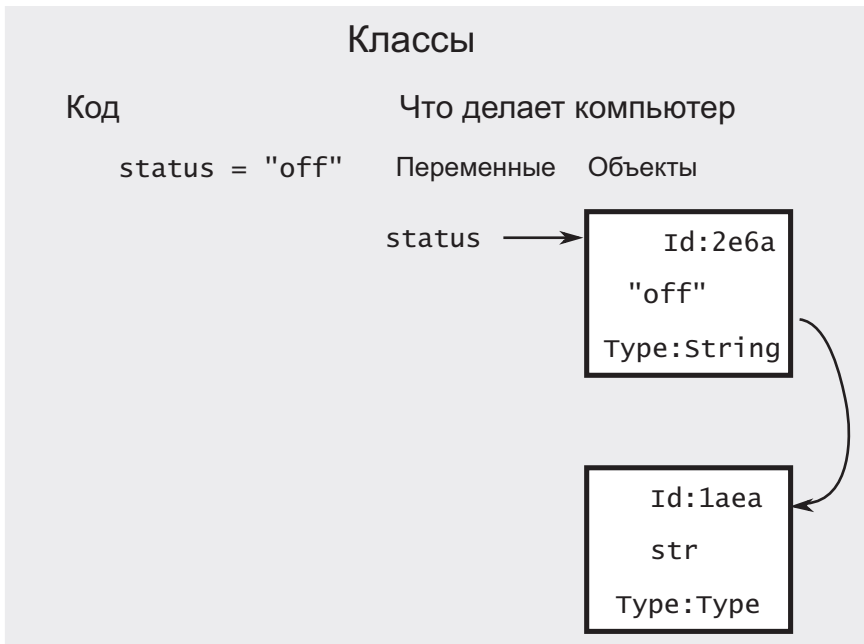 Классы
Код Что делает компьютер
status = "off" Переменные Объекты
status
Id:2e6a
"off"
Type:String
Id:1aea
str
Type:Type